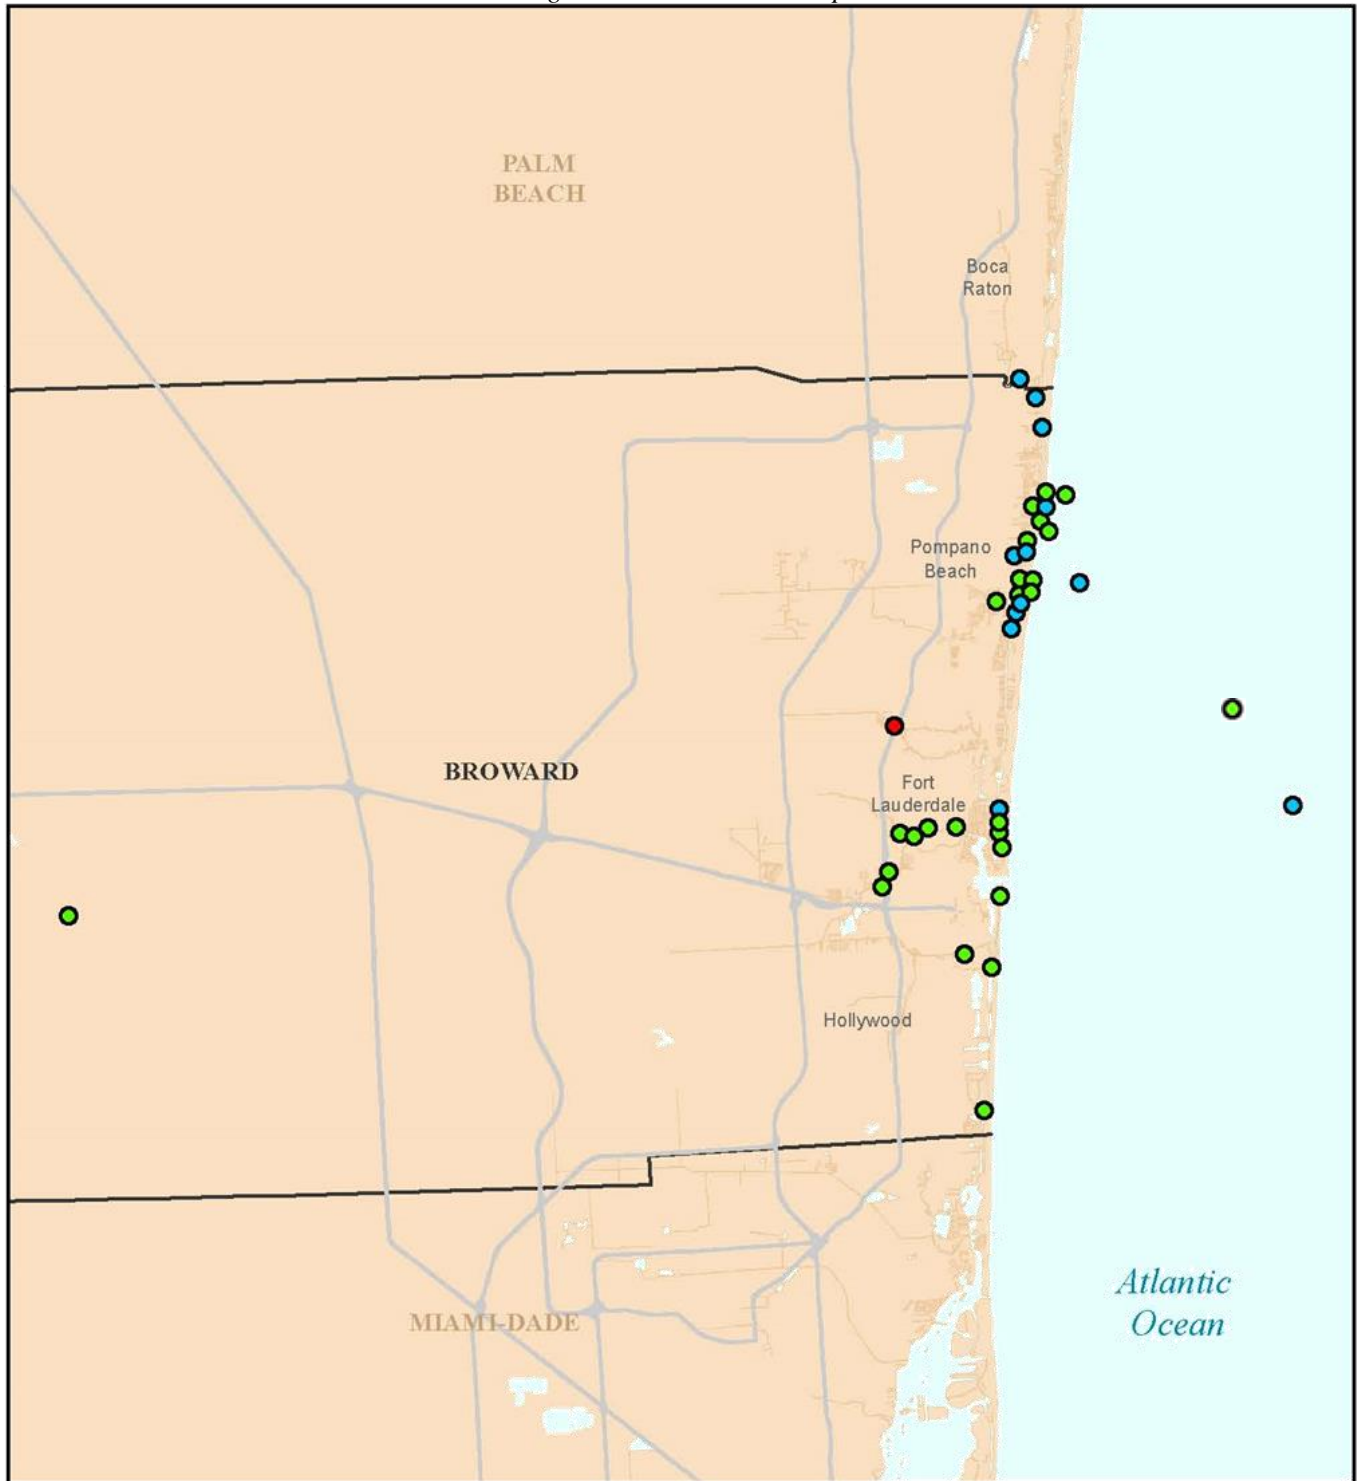 PALM
BEACH
Boca
Raton
Pompano
Beach
BROWARD
Fort
Lauderdale
Hollywood
Atlantic
Ocean
MIAMI-DADE